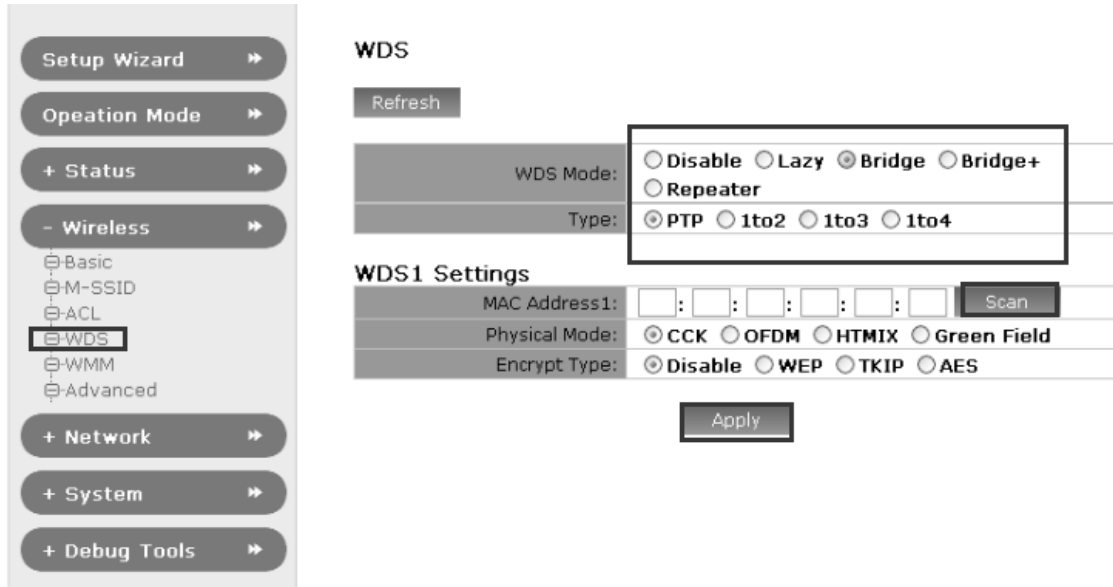 Setup Wizard
Opeation Mode
+ Status
- Wireless
Basic
M-SSID
ACL
WDS
WMM
Advanced
+ Network
+ System
+ Debug Tools
WDS
Refresh
WDS Mode: Disable Lazy Bridge Bridge+
Repeater
Type: PTP 1to2 1to3 1to4
WDS1 Settings
MAC Address1: : : : : : Scan
Physical Mode: CCK OFDM HTMIX Green Field
Encrypt Type: Disable WEP TKIP AES
Apply